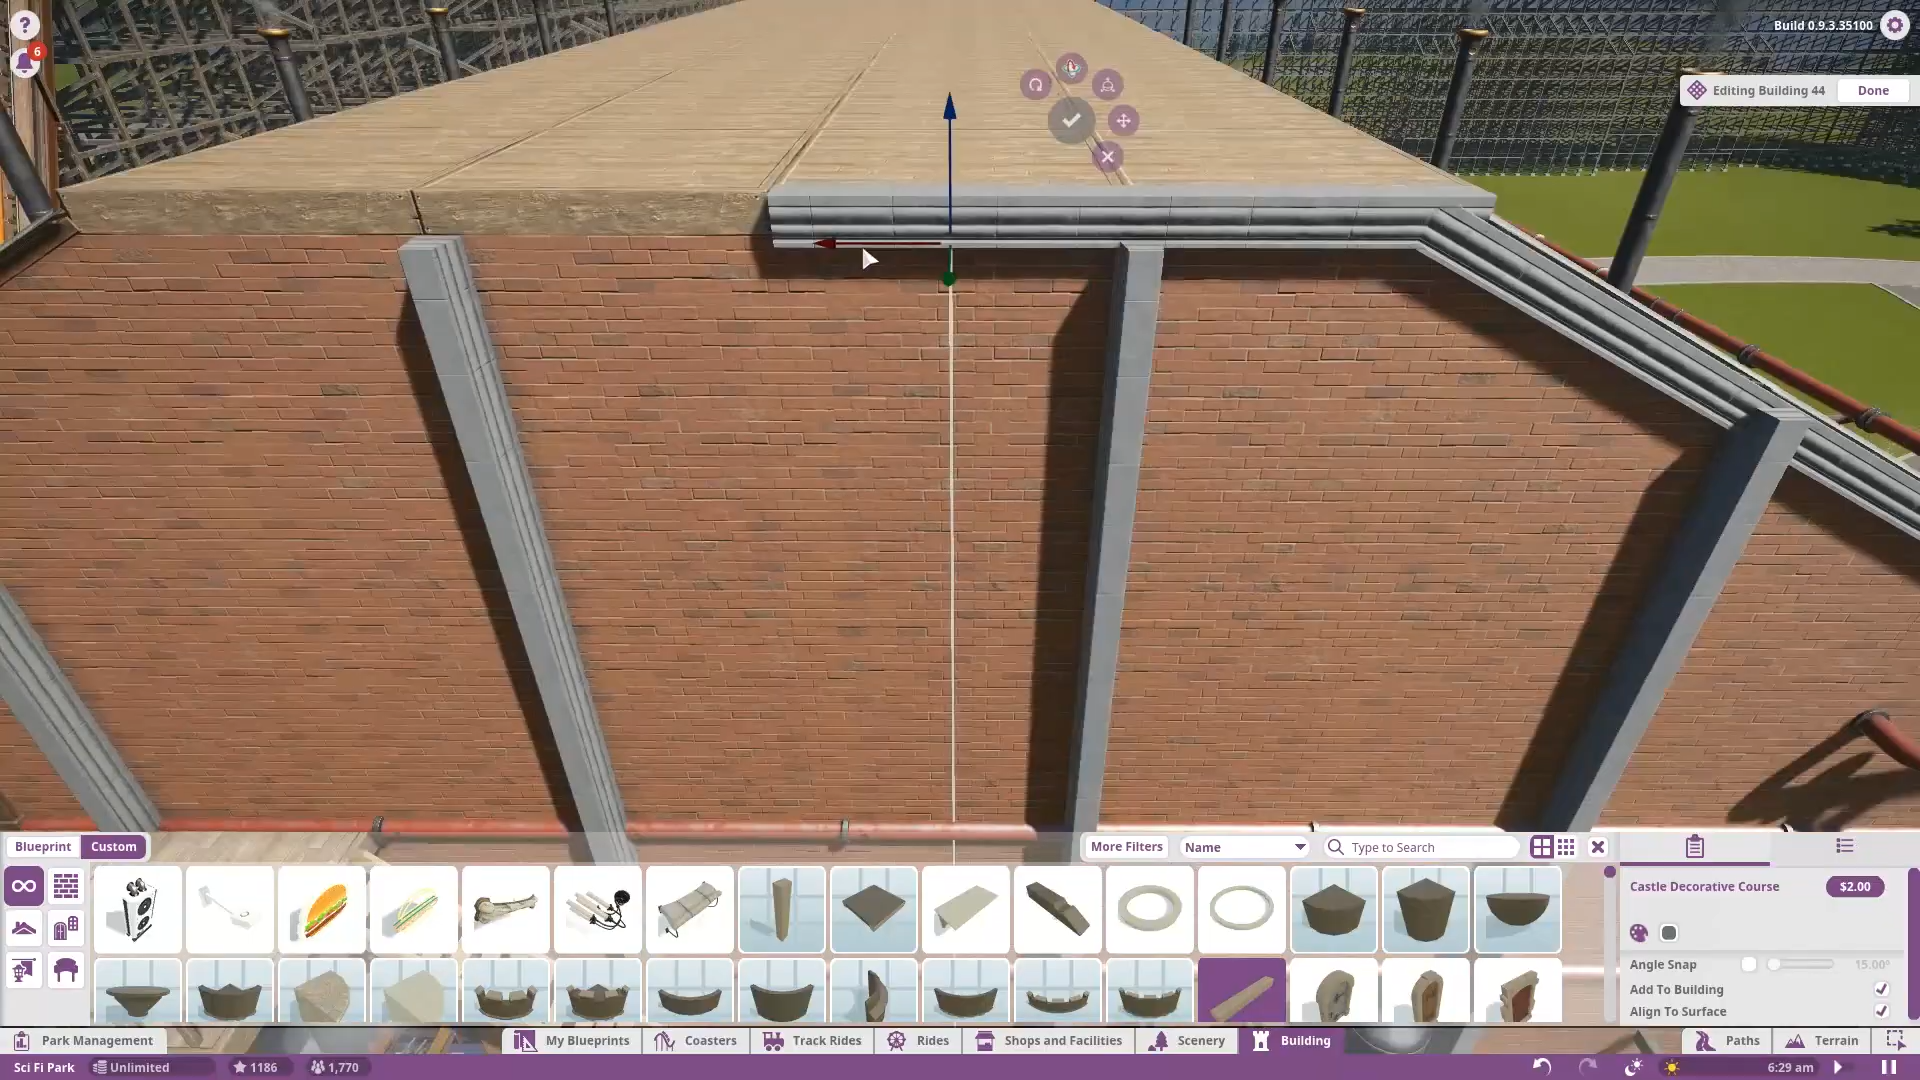 ?
6
Build 0.9.3.35100
Editing Building 44
Done
Blueprint
Custom
More Filters
Name
Type to Search
Castle Decorative Course
$2.00
Angle Snap
15.00°
Add To Building
Align To Surface
Park Management
My Blueprints
Coasters
Track Rides
Rides
Shops and Facilities
Scenery
Building
Paths
Terrain
Sci Fi Park
Unlimited
1186
1,770
6:29 am